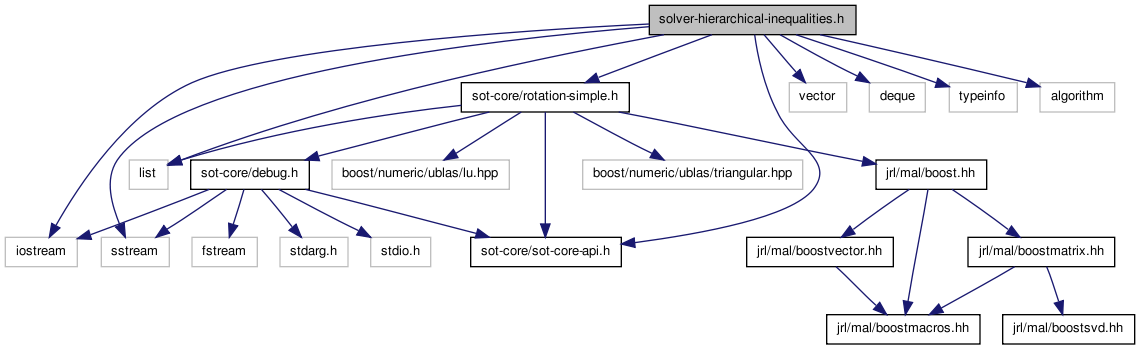 solver-hierarchical-inequalities.h
sot-core/rotation-simple.h
vector
deque
typeinfo
algorithm
list
sot-core/debug.h
boost/numeric/ublas/lu.hpp
boost/numeric/ublas/triangular.hpp
jrl/mal/boost.hh
iostream
sstream
fstream
stdarg.h
stdio.h
sot-core/sot-core-api.h
jrl/mal/boostvector.hh
jrl/mal/boostmatrix.hh
jrl/mal/boostmacros.hh
jrl/mal/boostsvd.hh